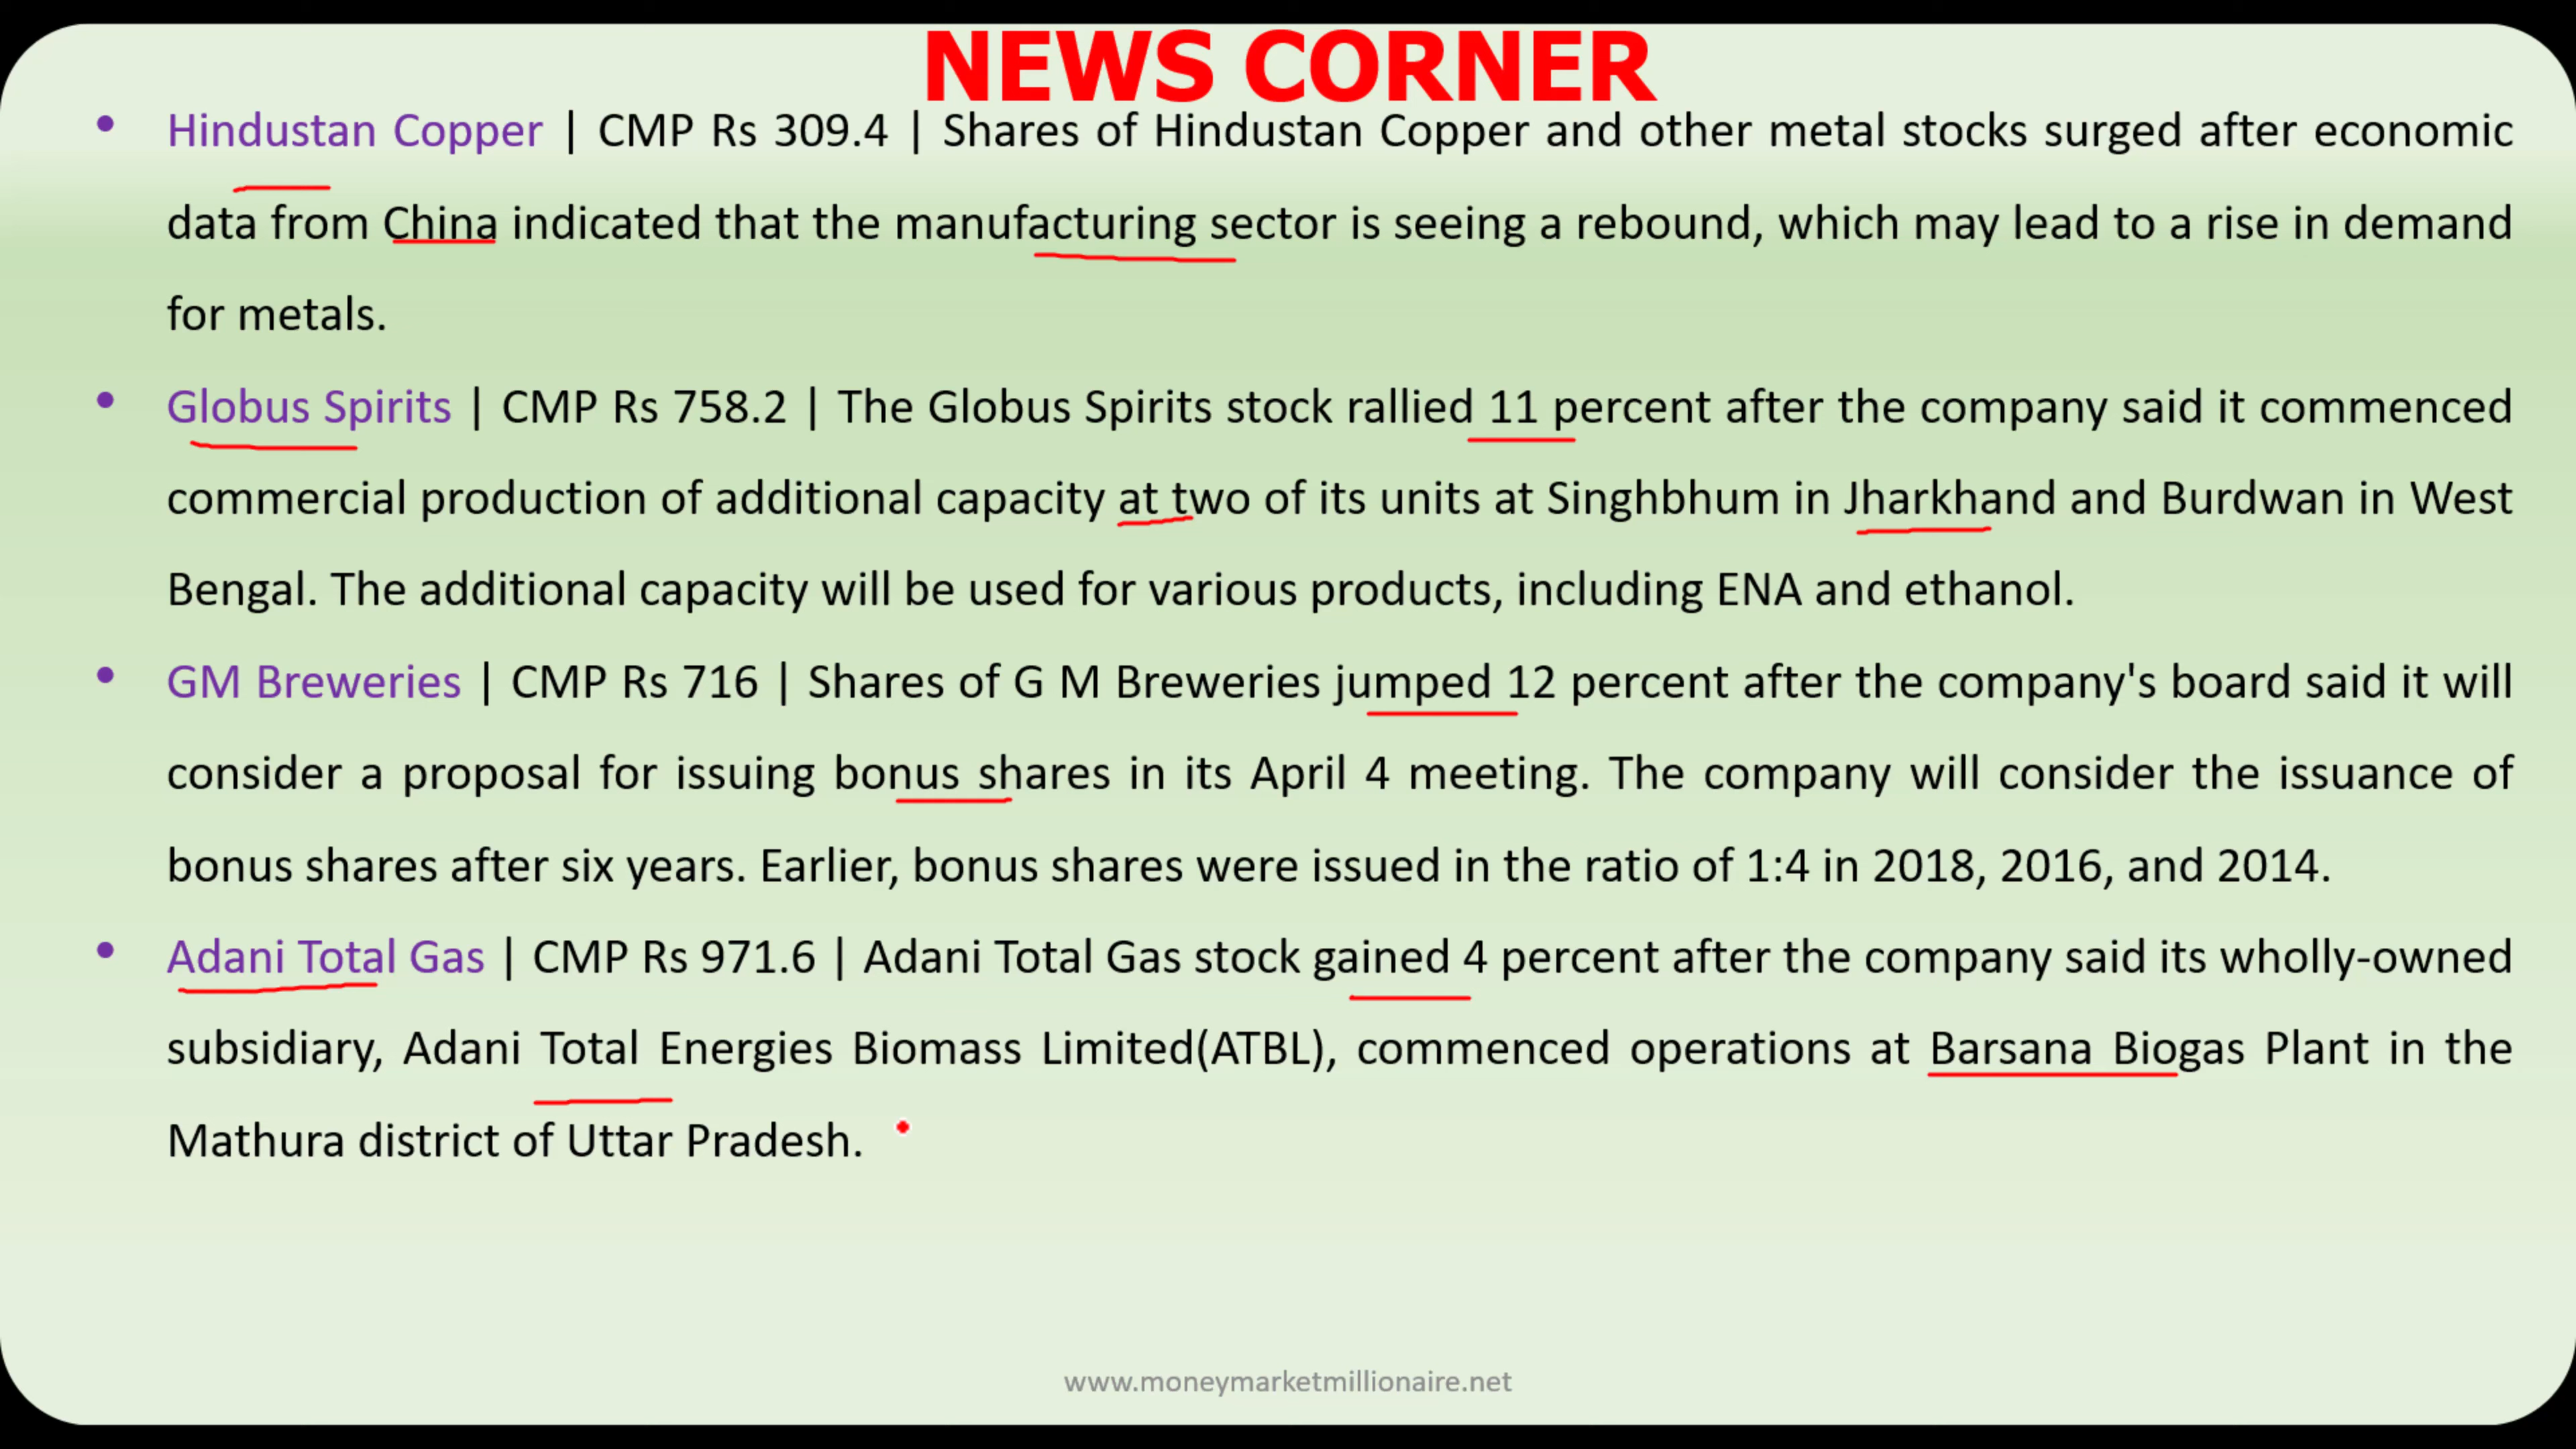 NEWS CORNER
• Hindustan Copper | CMP Rs 309.4 | Shares of Hindustan Copper and other metal stocks surged after economic
data from China indicated that the manufacturing sector is seeing a rebound, which may lead to a rise in demand
for metals.
• Globus Spirits | CMP Rs 758.2 | The Globus Spirits stock rallied 11 percent after the company said it commenced
commercial production of additional capacity at two of its units at Singhbhum in Jharkhand and Burdwan in West
Bengal. The additional capacity will be used for various products, including ENA and ethanol.
• GM Breweries | CMP Rs 716 | Shares of G M Breweries jumped 12 percent after the company's board said it will
consider a proposal for issuing bonus shares in its April 4 meeting. The company will consider the issuance of
bonus shares after six years. Earlier, bonus shares were issued in the ratio of 1:4 in 2018, 2016, and 2014.
• Adani Total Gas | CMP Rs 971.6 | Adani Total Gas stock gained 4 percent after the company said its wholly-owned
subsidiary, Adani Total Energies Biomass Limited(ATBL), commenced operations at Barsana Biogas Plant in the
Mathura district of Uttar Pradesh.
www.moneymarketmillionaire.net